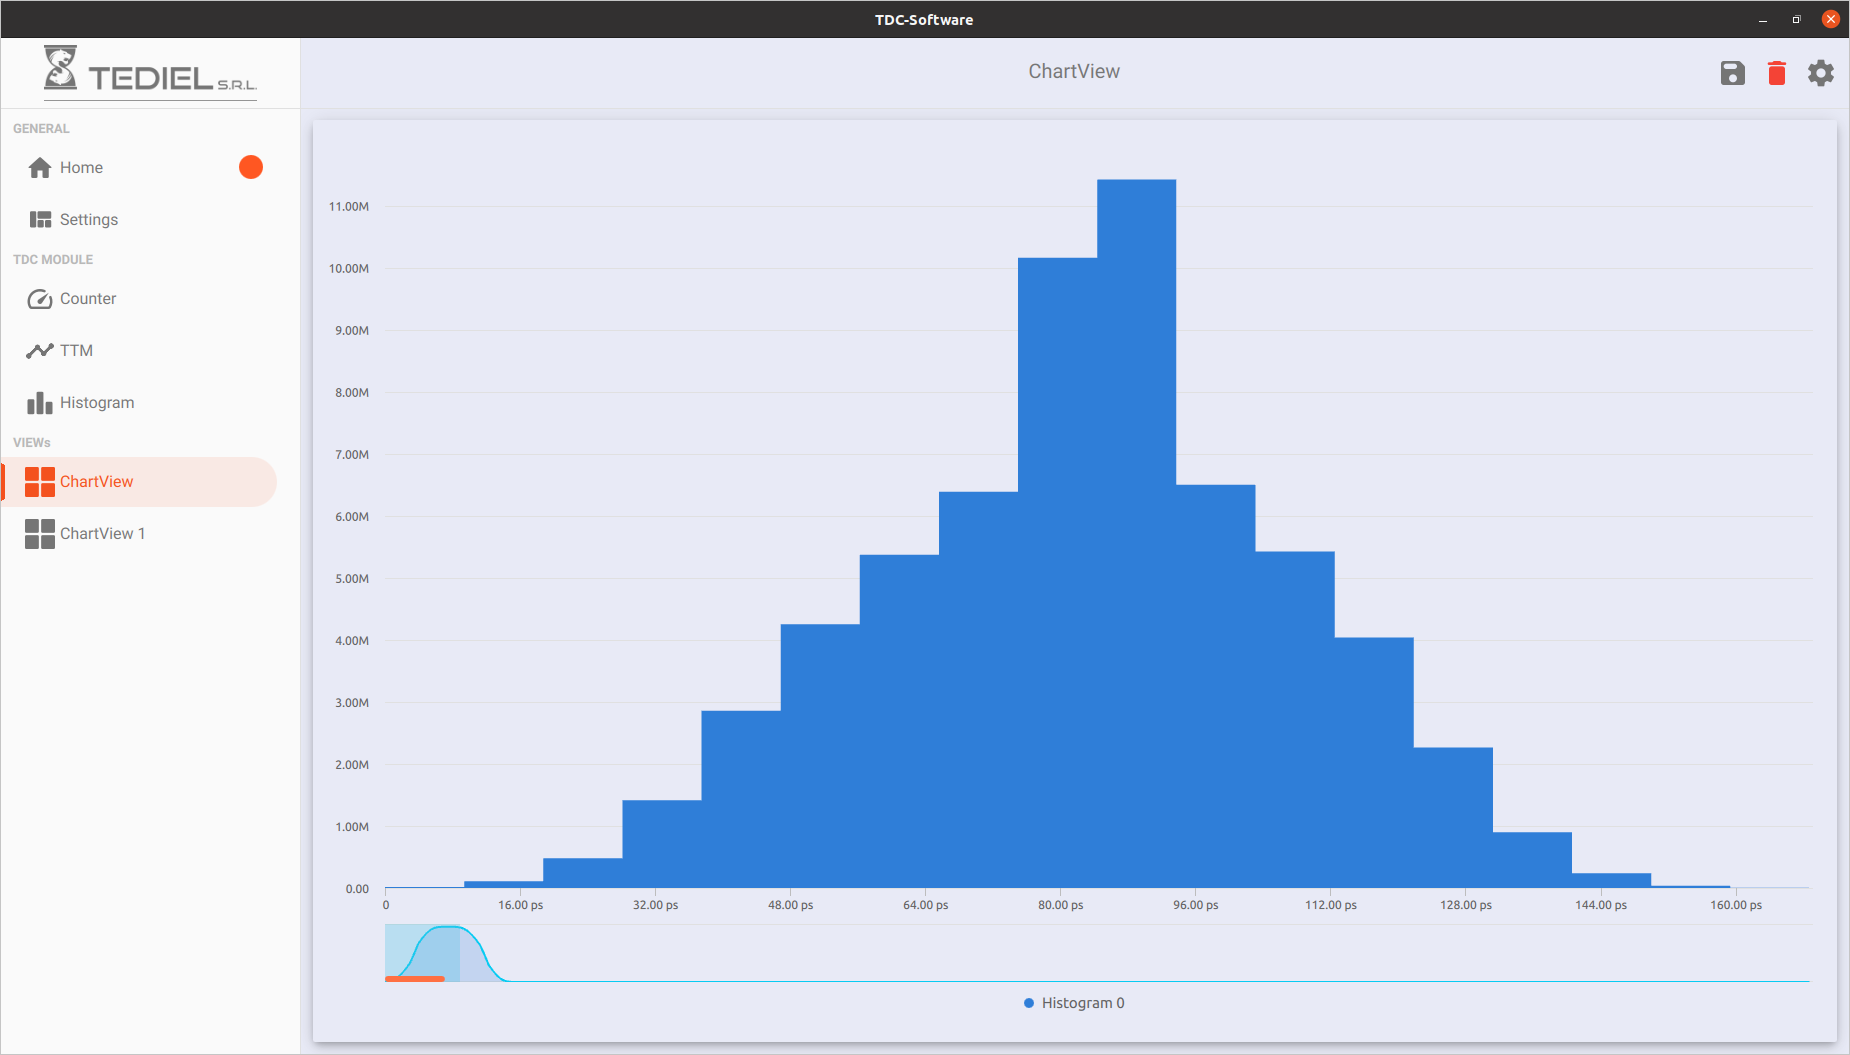 TDC-Software
TEDIEL S.R.L.
ChartView
GENERAL
Home
Settings
TDC MODULE
Counter
TTM
Histogram
VIEWs
ChartView
ChartView 1
11.00M
10.00M
9.00M
8.00M
7.00M
6.00M
5.00M
4.00M
3.00M
2.00M
1.00M
0.00
0 16.00 ps 32.00 ps 48.00 ps 64.00 ps 80.00 ps 96.00 ps 112.00 ps 128.00 ps 144.00 ps 160.00 ps
Histogram 0